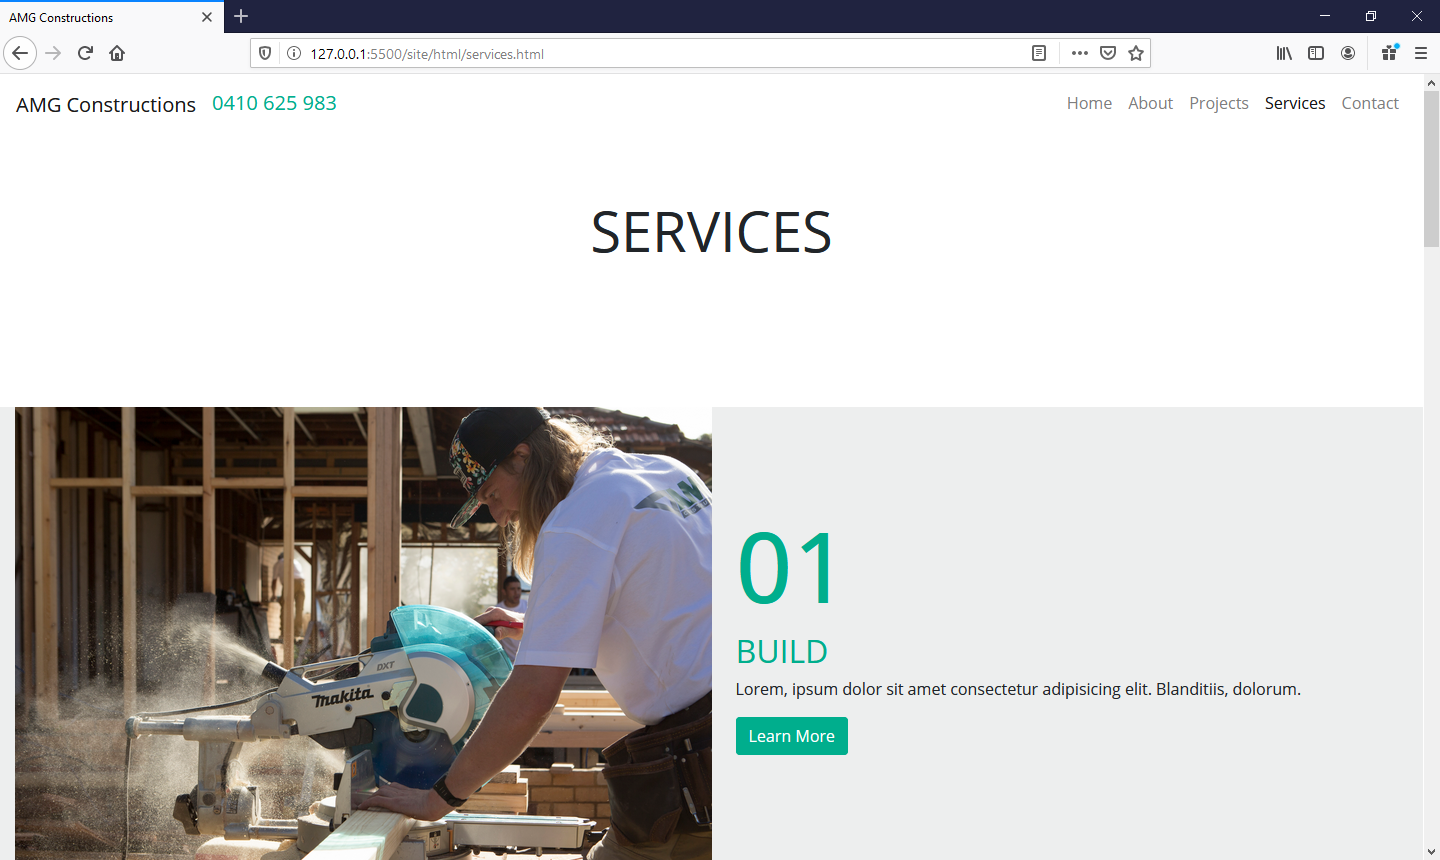 AMG Constructions
127.0.0.1:5500/site/html/services.html
AMG Constructions 0410 625 983 Home About Projects Services Contact
SERVICES
01
BUILD
Lorem, ipsum dolor sit amet consectetur adipisicing elit. Blanditiis, dolorum.
Learn More
DXT
makita